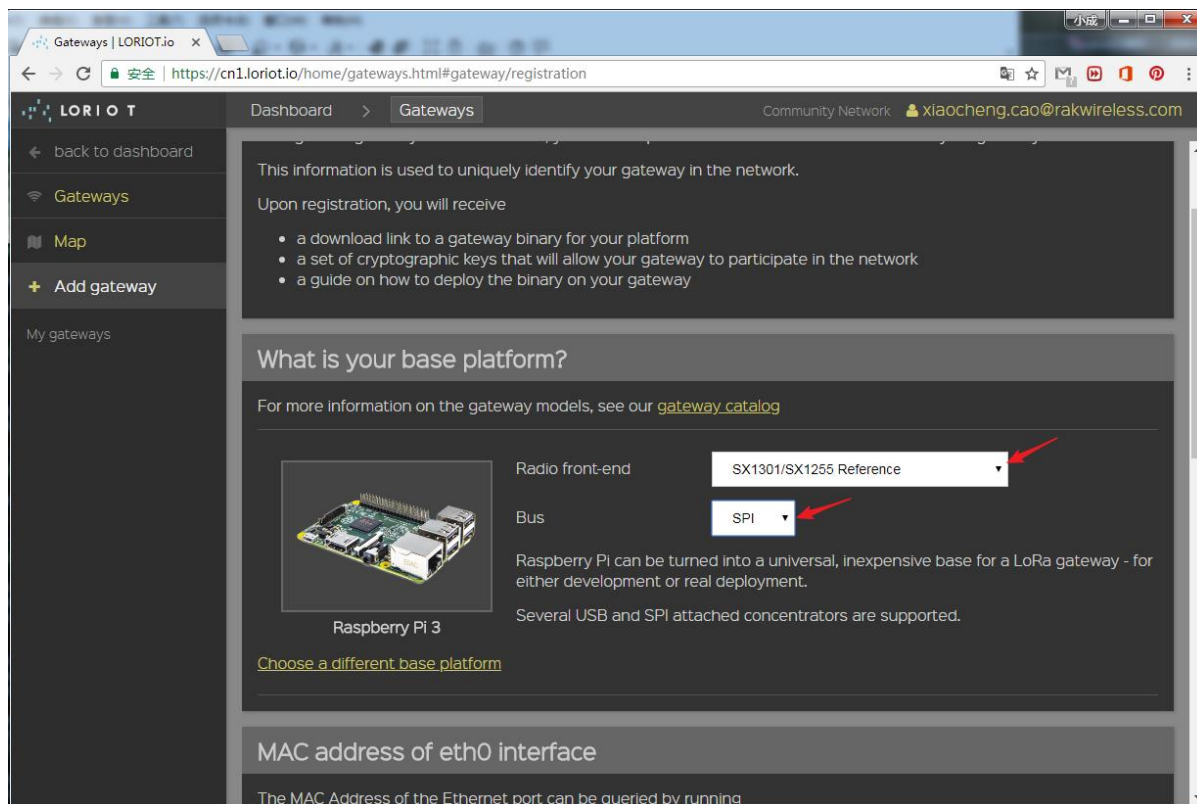 小成
Gateways | LORIOT.io
安全 | https://cn1.loriot.io/home/gateways.html#gateway/registration
LORIOT
Dashboard > Gateways
Community Network xiaocheng.cao@rakwireless.com
back to dashboard
Gateways
Map
Add gateway
My gateways
This information is used to uniquely identify your gateway in the network.
Upon registration, you will receive
• a download link to a gateway binary for your platform
• a set of cryptographic keys that will allow your gateway to participate in the network
• a guide on how to deploy the binary on your gateway
What is your base platform?
For more information on the gateway models, see our gateway catalog
Radio front-end SX1301/SX1255 Reference
Bus SPI
Raspberry Pi can be turned into a universal, inexpensive base for a LoRa gateway - for
either development or real deployment.
Several USB and SPI attached concentrators are supported.
Raspberry Pi 3
Choose a different base platform
MAC address of eth0 interface
The MAC Address of the Ethernet port can be queried by running